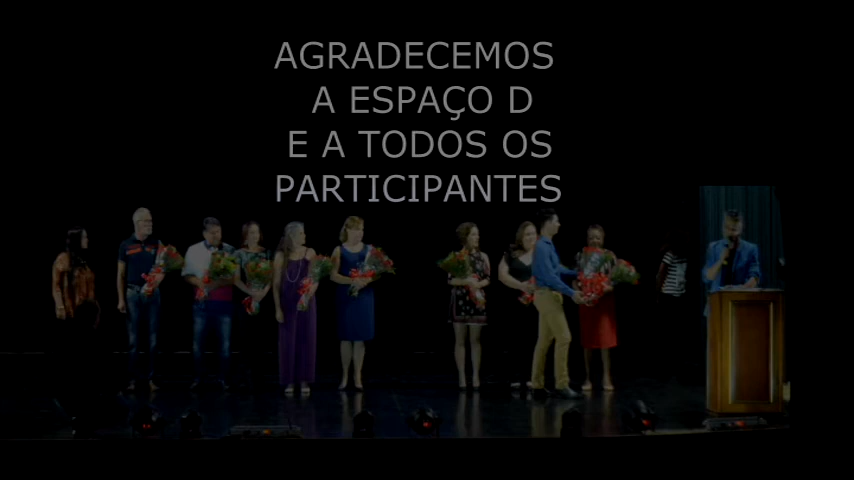 AGRADECEMOS
A ESPAÇO D
E A TODOS OS
PARTICIPANTES